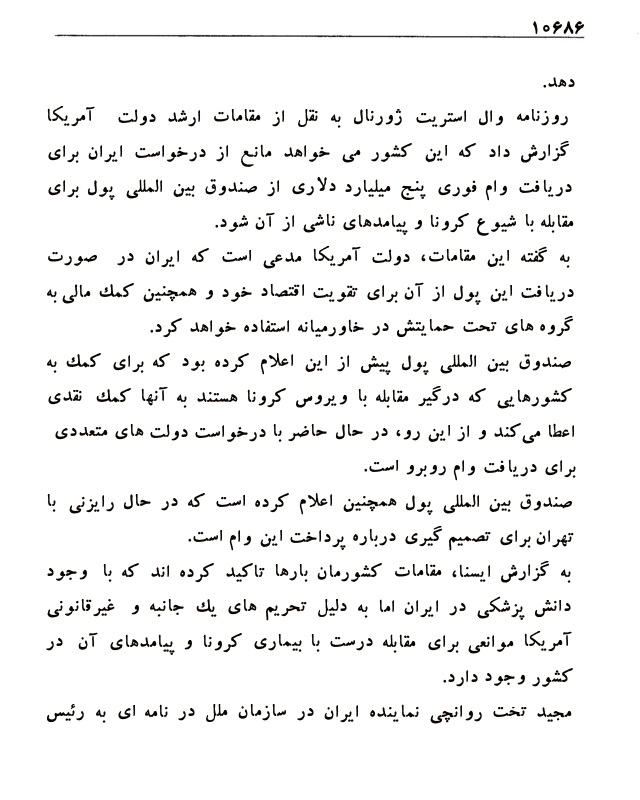 ۱۰۶۸۶
دهد.
روزنامه وال استریت ژورنال به نقل از مقامات ارشد دولت آمریکا
گزارش داد که این کشور می خواهد مانع از درخواست ایران برای
دریافت وام فوری پنج میلیارد دلاری از صندوق بین المللی پول برای
مقابله با شیوع کرونا و پیامدهای ناشی از آن شود.
به گفته این مقامات، دولت آمریکا مدعی است که ایران در صورت
دریافت این پول از آن برای تقویت اقتصاد خود و همچنین کمك مالی به
گروه های تحت حمایتش در خاورمیانه استفاده خواهد کرد.
صندوق بین المللی پول پیش از این اعلام کرده بود که برای کمك به
کشورهایی که درگیر مقابله با ویروس کرونا هستند به آنها کمك نقدی
اعطا می‌کند و از این رو، در حال حاضر با درخواست دولت های متعددی
برای دریافت وام روبرو است.
صندوق بین المللی پول همچنین اعلام کرده است که در حال رایزنی با
تهران برای تصمیم گیری درباره پرداخت این وام است.
به گزارش ایسنا، مقامات کشورمان بارها تاکید کرده اند که با وجود
دانش پزشکی در ایران اما به دلیل تحریم های یك جانبه و غیرقانونی
آمریکا موانعی برای مقابله درست با بیماری کرونا و پیامدهای آن در
کشور وجود دارد.
مجید تخت روانچی نماینده ایران در سازمان ملل در نامه ای به رئیس